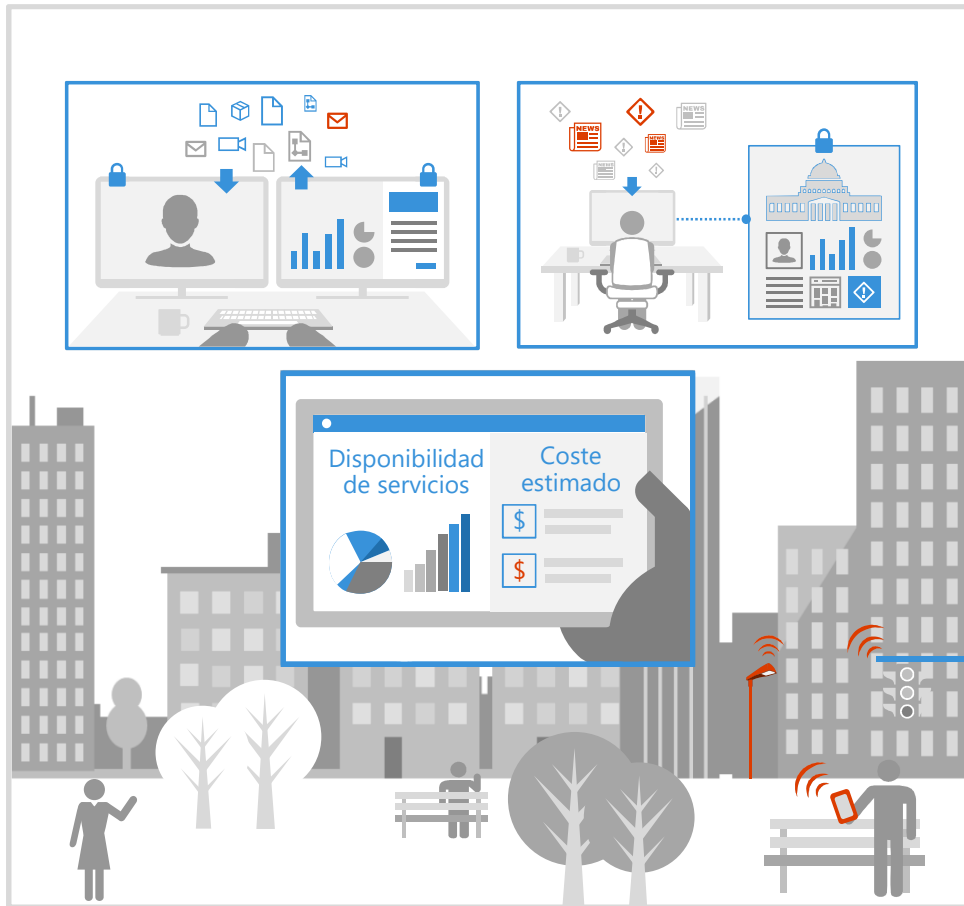 NEWS
NEWS
NEWS
NEWS
Disponibilidad
de servicios
Coste
estimado
$
$